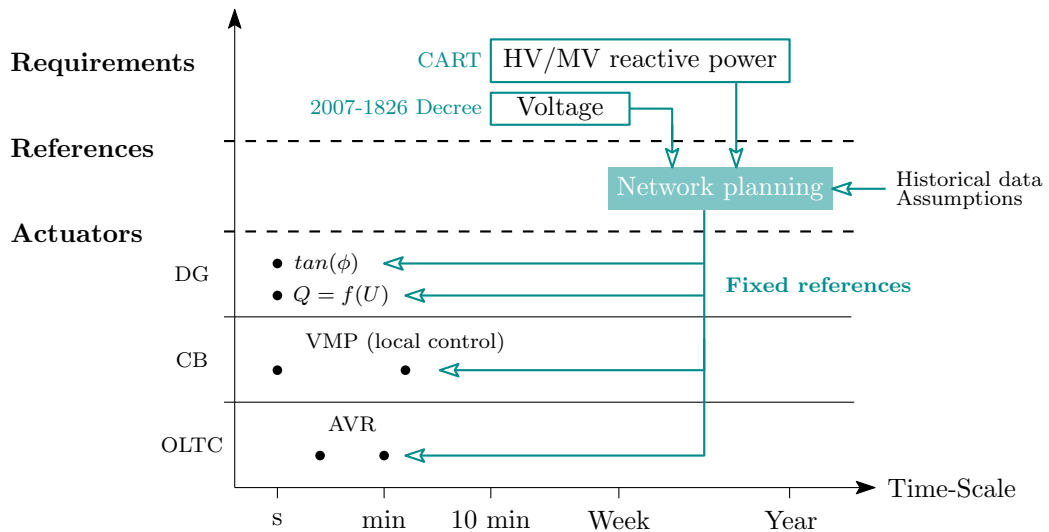 Requirements
CART
HV/MV reactive power
2007-1826 Decree
Voltage
References
Network planning
Historical data
Assumptions
Actuators
DG
tan(ϕ)
Q = f(U)
Fixed references
CB
VMP (local control)
OLTC
AVR
Time-Scale
s
min
10 min
Week
Year